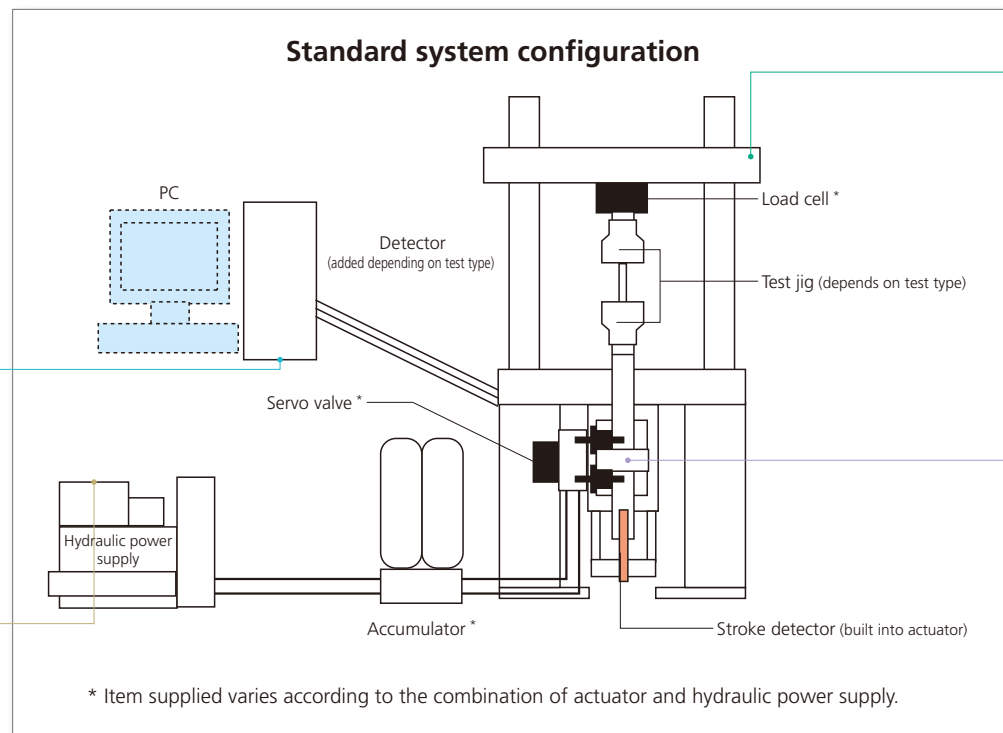 Standard system configuration
PC
Load cell *
Detector
(added depending on test type)
Test jig (depends on test type)
Servo valve *
Hydraulic power
supply
Accumulator *
Stroke detector (built into actuator)
* Item supplied varies according to the combination of actuator and hydraulic power supply.